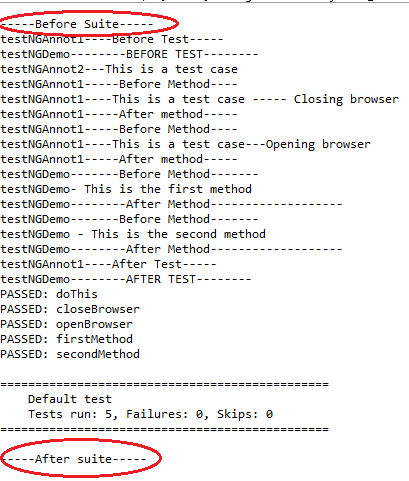 -----Before Suite-----
testNGAnnot1----Before Test-----
testNGDemo--------BEFORE TEST--------
testNGAnnot2---This is a test case
testNGAnnot1-----Before Method----
testNGAnnot1----This is a test case ----- Closing browser
testNGAnnot1-----After method-----
testNGAnnot1-----Before Method----
testNGAnnot1----This is a test case---Opening browser
testNGAnnot1-----After method-----
testNGDemo-------Before Method-------
testNGDemo- This is the first method
testNGDemo--------After Method-------------------
testNGDemo-------Before Method-------
testNGDemo - This is the second method
testNGDemo--------After Method-------------------
testNGAnnot1----After Test-----
testNGDemo--------AFTER TEST--------
PASSED: doThis
PASSED: closeBrowser
PASSED: openBrowser
PASSED: firstMethod
PASSED: secondMethod
===============================================
Default test
Tests run: 5, Failures: 0, Skips: 0
===============================================
-----After suite-----